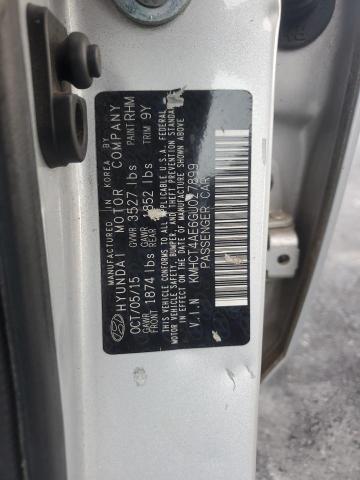 MANUFACTURED IN KOREA BY
HYUNDAI MOTOR COMPANY
OCT/05/15 GVWR 3527 lbs PAINT RHM
GAWR FRONT 1874 lbs GAWR REAR 852 lbs TRIM 9Y
THIS VEHICLE CONFORMS TO ALL APPLICABLE U.S.A. FEDERAL
MOTOR VEHICLE SAFETY, BUMPER, AND THEFT PREVENTION STANDARDS
IN EFFECT ON THE DATE OF MANUFACTURE SHOWN ABOVE.
V.I.N
PASSENGER CAR